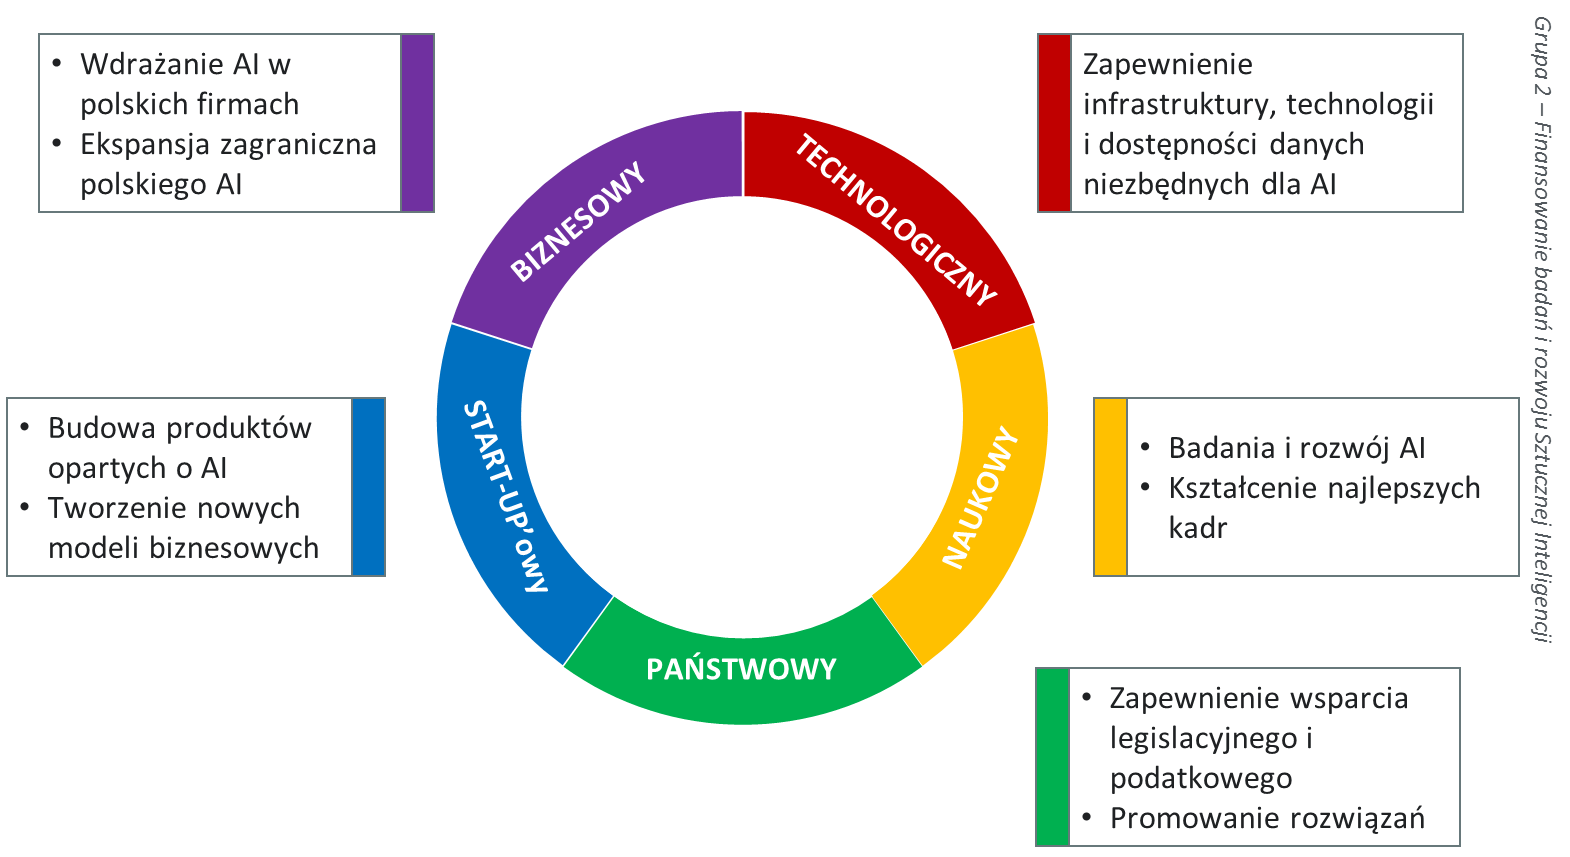 • Wdrażanie AI w
polskich firmach
• Ekspansja zagraniczna
polskiego AI
Zapewnienie
infrastruktury, technologii
i dostępności danych
niezbędnych dla AI
BIZNESOWY
TECHNOLOGICZNY
• Budowa produktów
opartych o AI
• Tworzenie nowych
modeli biznesowych
START-UP’owy
NAUKOWY
• Badania i rozwój AI
• Kształcenie najlepszych
kadr
PAŃSTWOWY
• Zapewnienie wsparcia
legislacyjnego i
podatkowego
• Promowanie rozwiązań
Grupa 2 – Finansowanie badań i rozwoju Sztucznej Inteligencji